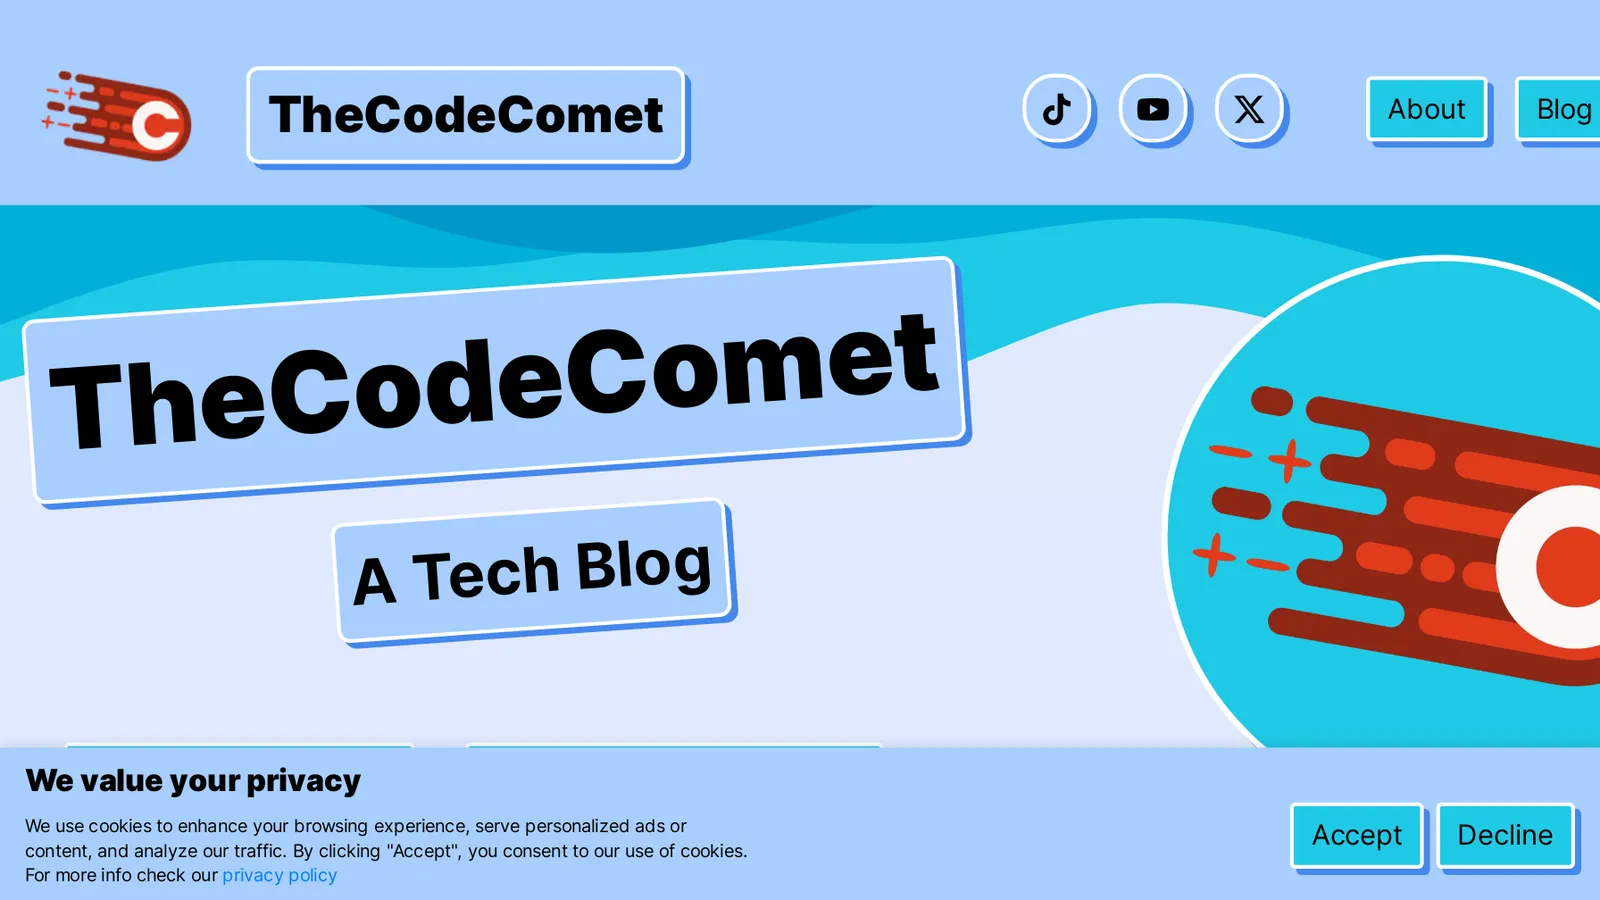 TheCodeComet
About
Blog
TheCodeComet
A Tech Blog
We value your privacy
We use cookies to enhance your browsing experience, serve personalized ads or
content, and analyze our traffic. By clicking "Accept", you consent to our use of cookies.
For more info check our privacy policy
Accept
Decline